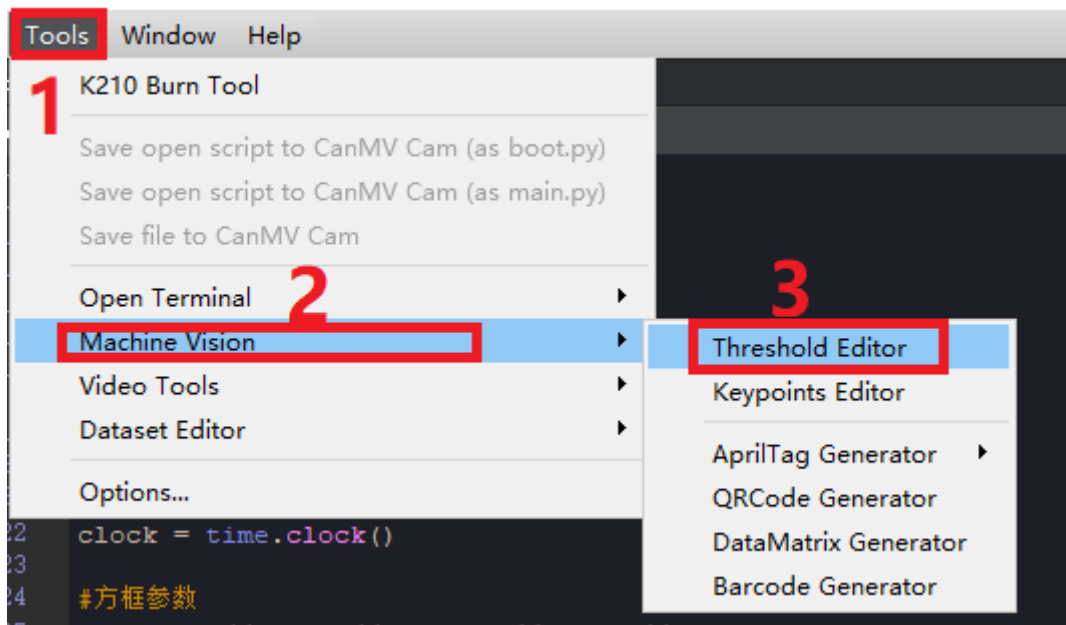 Tools Window Help
1
K210 Burn Tool
Save open script to CanMV Cam (as boot.py)
Save open script to CanMV Cam (as main.py)
Save file to CanMV Cam
2
Open Terminal
Machine Vision
Video Tools
Dataset Editor
Options...
3
Threshold Editor
Keypoints Editor
AprilTag Generator
QRCode Generator
DataMatrix Generator
Barcode Generator
22 clock = time.clock()
23
24 #方框参数